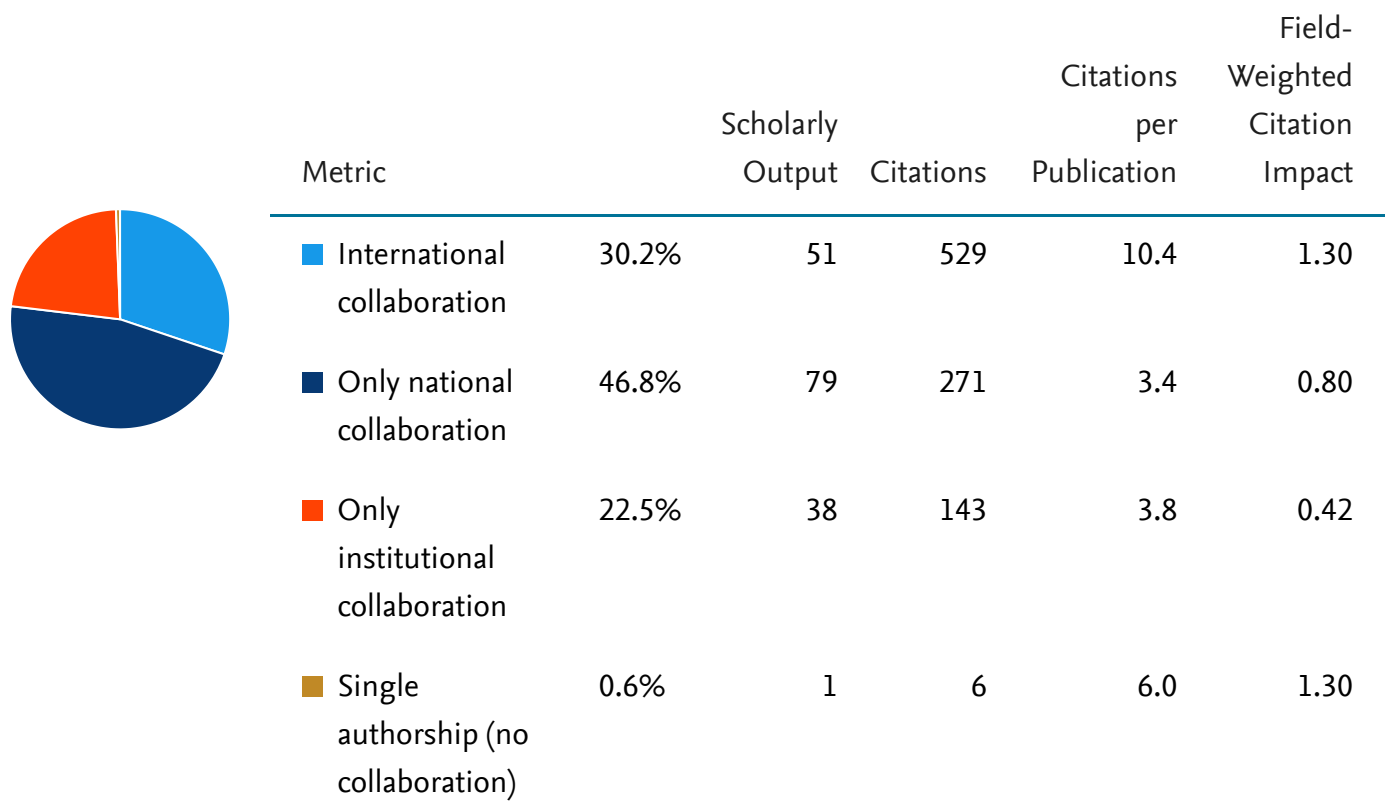 Field-
Citations Weighted
Scholarly per Citation
Metric Output Citations Publication Impact
International 30.2% 51 529 10.4 1.30
collaboration
Only national 46.8% 79 271 3.4 0.80
collaboration
Only 22.5% 38 143 3.8 0.42
institutional
collaboration
Single 0.6% 1 6 6.0 1.30
authorship (no
collaboration)